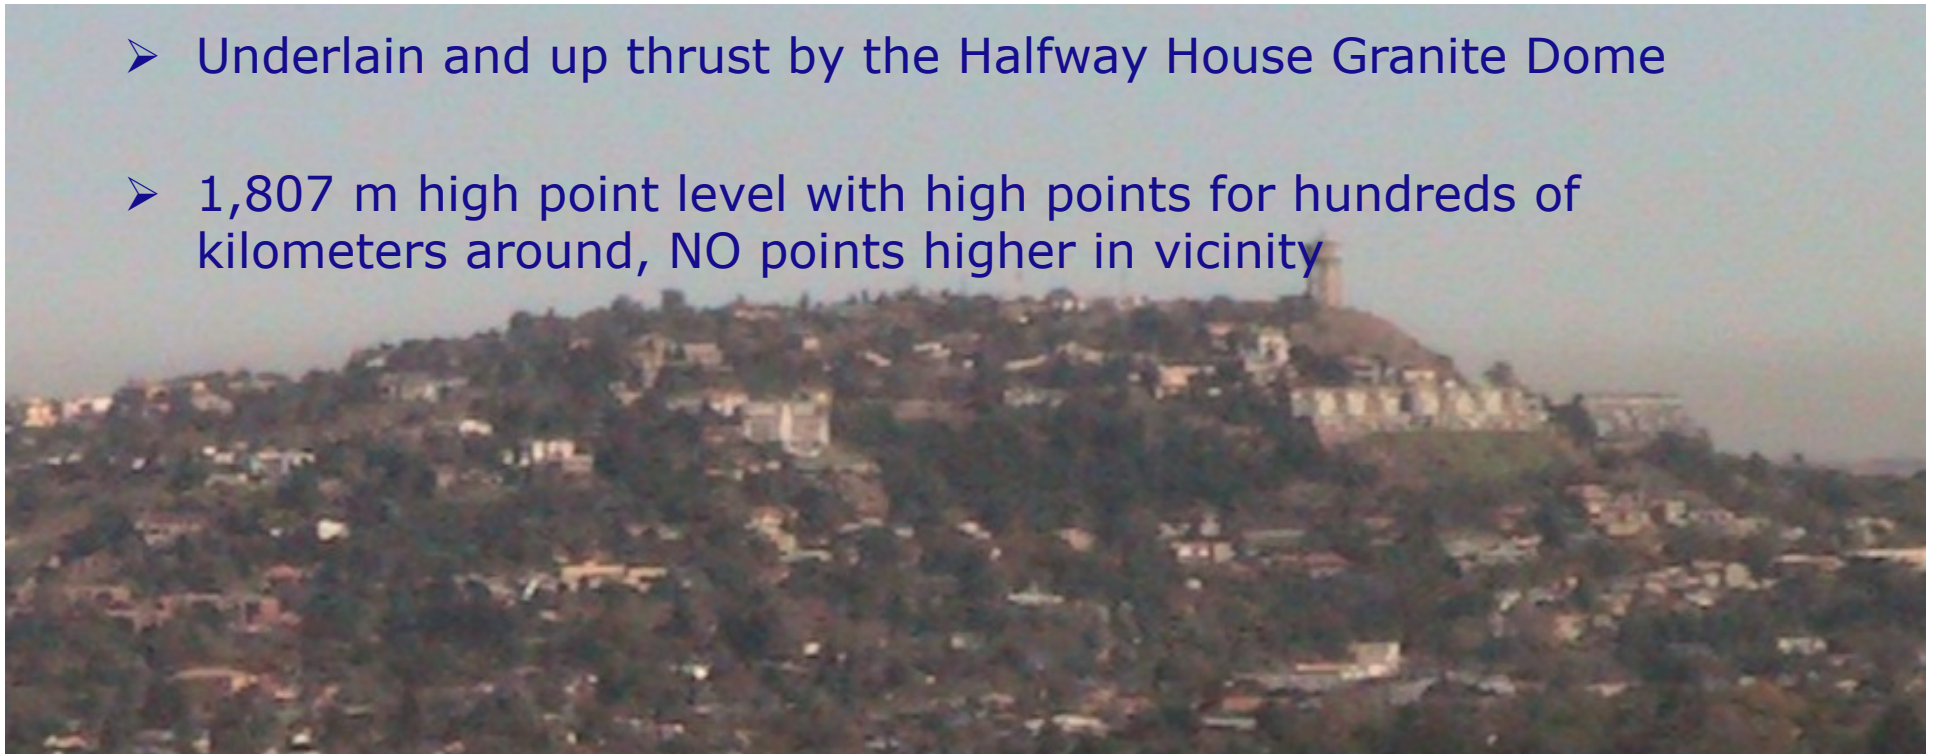 ➢ Underlain and up thrust by the Halfway House Granite Dome
➢ 1,807 m high point level with high points for hundreds of
kilometers around, NO points higher in vicinity